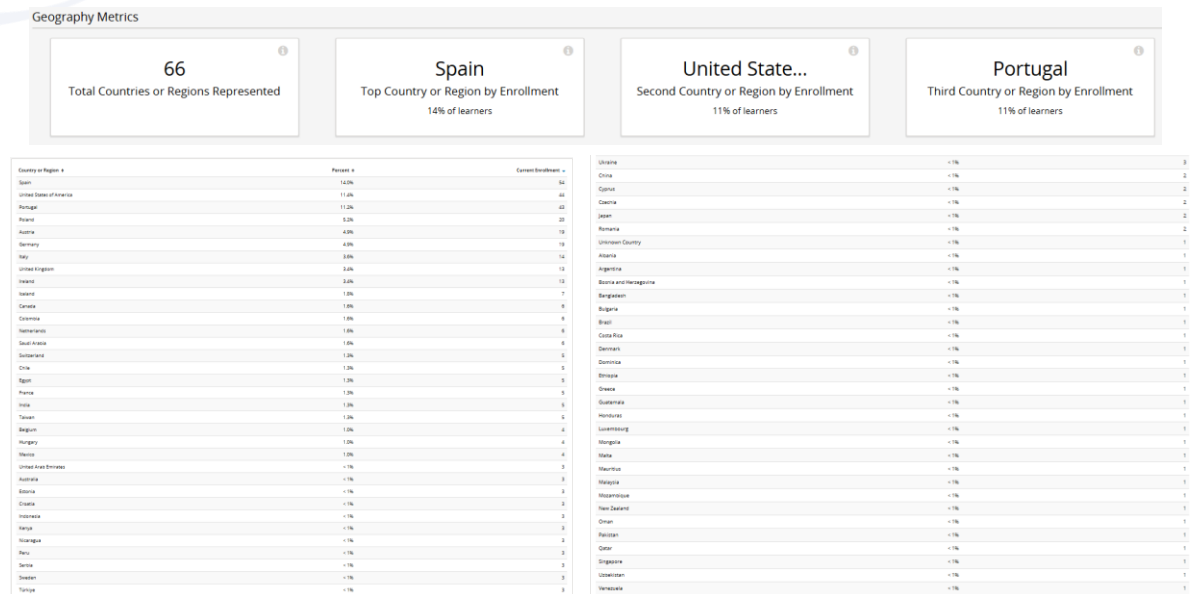 Geography Metrics
66
Total Countries or Regions Represented
Spain
Top Country or Region by Enrollment
14% of learners
United State...
Second Country or Region by Enrollment
11% of learners
Portugal
Third Country or Region by Enrollment
11% of learners
Country or Region Percent Current Enrollment
Spain 14.0% 54
United States of America 11.4% 44
Portugal 11.2% 43
Poland 5.2% 20
Austria 4.9% 19
Germany 4.9% 19
Italy 3.6% 14
United Kingdom 3.4% 13
Ireland 3.4% 13
Iceland 1.8% 7
Canada 1.6% 6
Colombia 1.6% 6
Netherlands 1.6% 6
Saudi Arabia 1.6% 6
Switzerland 1.3% 5
Chile 1.3% 5
Egypt 1.3% 5
France 1.3% 5
India 1.3% 5
Taiwan 1.3% 5
Belgium 1.0% 4
Hungary 1.0% 4
Mexico 1.0% 4
United Arab Emirates < 1% 3
Australia < 1% 3
Estonia < 1% 3
Croatia < 1% 3
Indonesia < 1% 3
Kenya < 1% 3
Nicaragua < 1% 3
Peru < 1% 3
Serbia < 1% 3
Sweden < 1% 3
Türkiye < 1% 3
Ukraine < 1% 3
China < 1% 2
Cyprus < 1% 2
Czechia < 1% 2
Japan < 1% 2
Romania < 1% 2
Unknown Country < 1% 1
Albania < 1% 1
Argentina < 1% 1
Bosnia and Herzegovina < 1% 1
Bangladesh < 1% 1
Bulgaria < 1% 1
Brazil < 1% 1
Costa Rica < 1% 1
Denmark < 1% 1
Dominica < 1% 1
Ethiopia < 1% 1
Greece < 1% 1
Guatemala < 1% 1
Honduras < 1% 1
Luxembourg < 1% 1
Mongolia < 1% 1
Malta < 1% 1
Mauritius < 1% 1
Malaysia < 1% 1
Mozambique < 1% 1
New Zealand < 1% 1
Oman < 1% 1
Pakistan < 1% 1
Qatar < 1% 1
Singapore < 1% 1
Uzbekistan < 1% 1
Venezuela < 1% 1